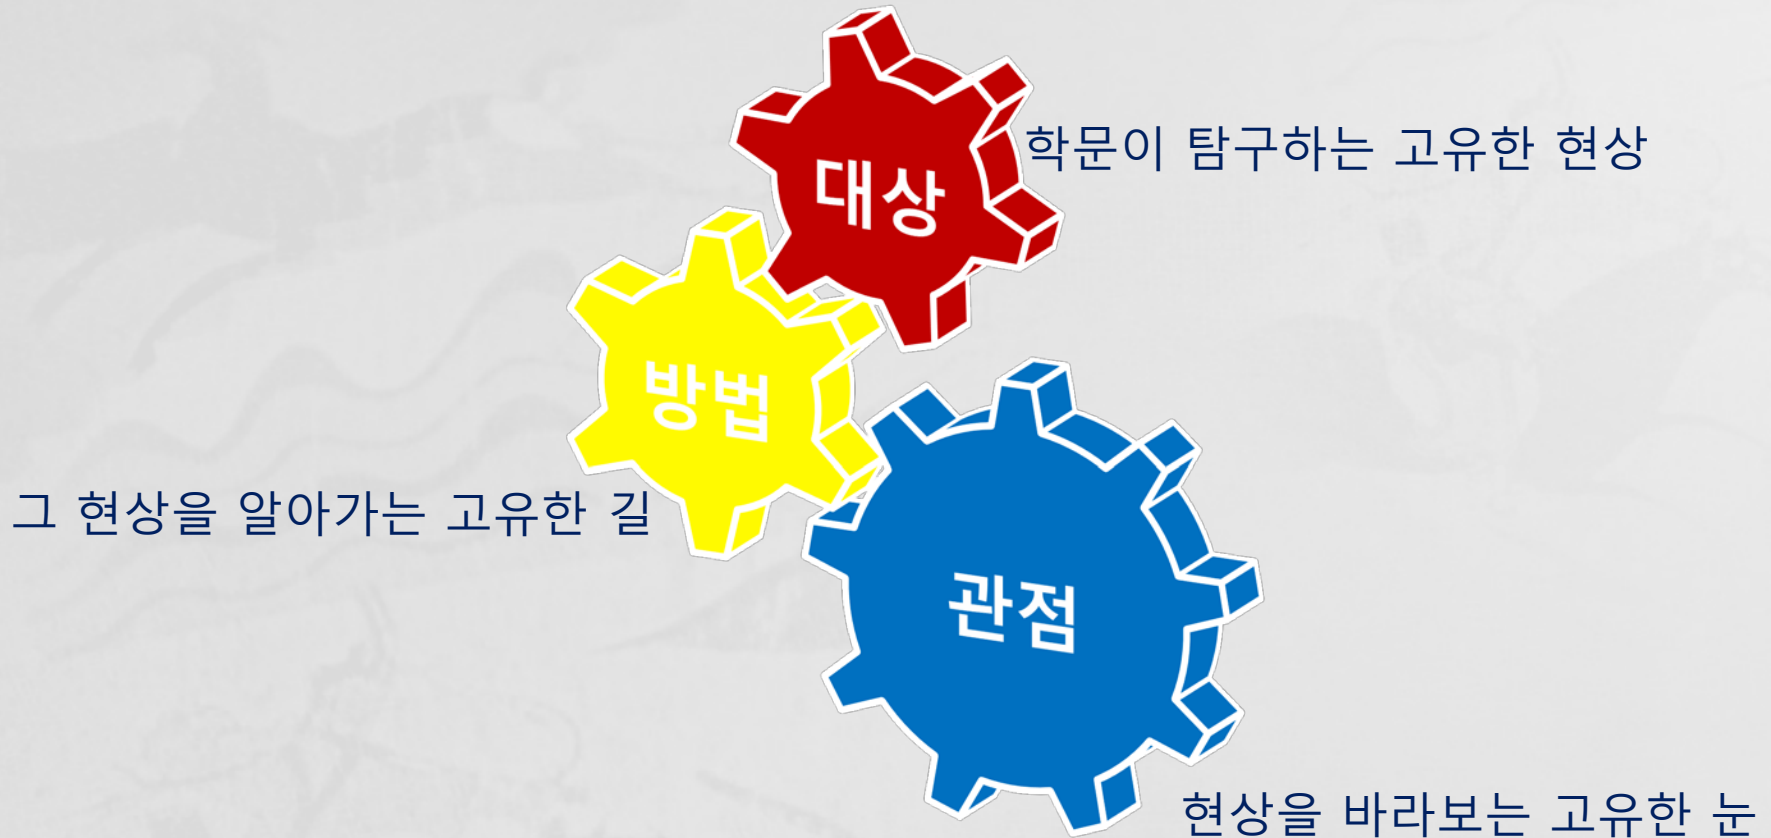 대상
학문이 탐구하는 고유한 현상
방법
그 현상을 알아가는 고유한 길
관점
현상을 바라보는 고유한 눈